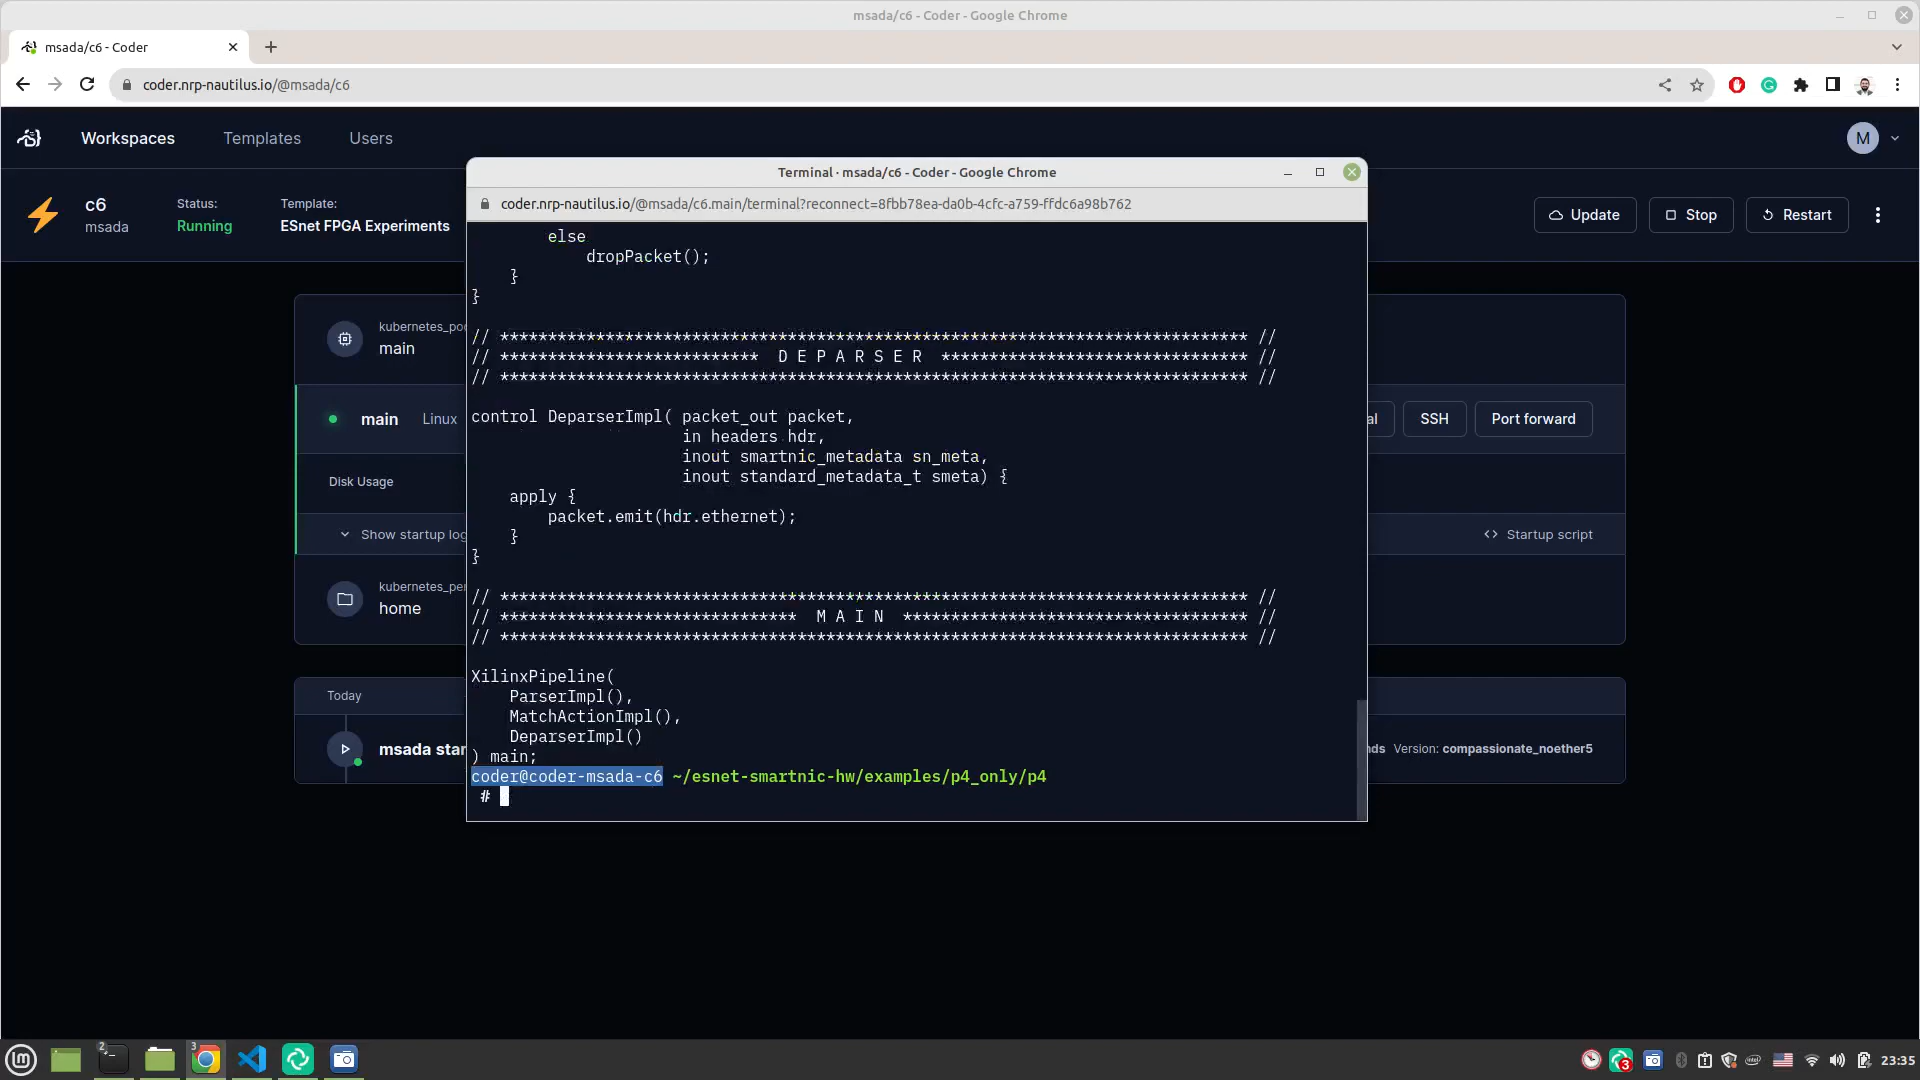 msada/c6 - Coder - Google Chrome
msada/c6 - Coder
coder.nrp-nautilus.io/@msada/c6
Workspaces Templates Users M
c6
msada
Status:
Running
Template:
ESnet FPGA Experiments
Update Stop Restart
kubernetes_po
main
main Linux
SSH Port forward
Disk Usage
Show startup log
Startup script
kubernetes_pe
home
Today
msada star
Version: compassionate_noether5
Terminal · msada/c6 - Coder - Google Chrome
coder.nrp-nautilus.io/@msada/c6.main/terminal?reconnect=8fbb78ea-da0b-4cfc-a759-ffdc6a98b762
else
dropPacket();
}
}
// ****************************************************************************** //
// *************************** D E P A R S E R ******************************** //
// ****************************************************************************** //
control DeparserImpl( packet_out packet,
in headers hdr,
inout smartnic_metadata sn_meta,
inout standard_metadata_t smeta) {
apply {
packet.emit(hdr.ethernet);
}
}
// ****************************************************************************** //
// ******************************* M A I N ************************************ //
// ****************************************************************************** //
XilinxPipeline(
ParserImpl(),
MatchActionImpl(),
DeparserImpl()
) main;
coder@coder-msada-c6 ~/esnet-smartnic-hw/examples/p4_only/p4
#
2
3
3
23:35